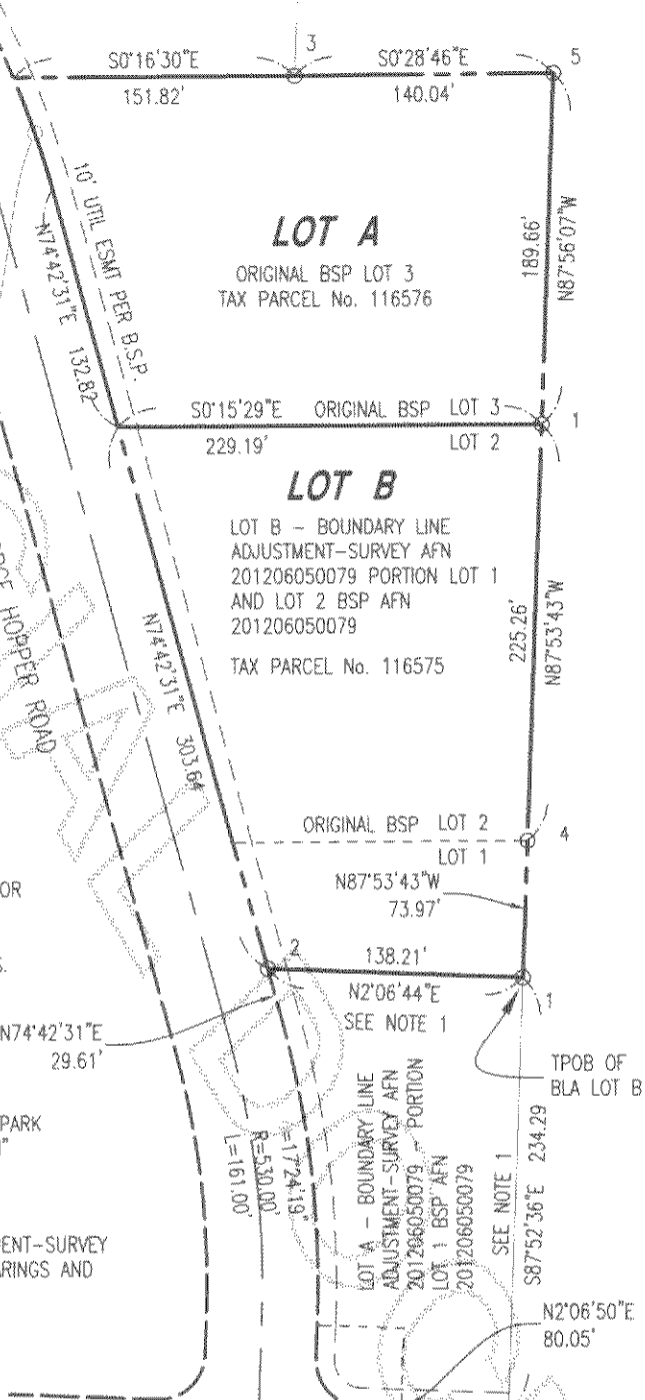 3
S0°16'30"E
151.82'
S0°28'46"E
140.04'
5
10' UTIL ESMT PER B.S.P.
N74°42'31"E 132.82'
LOT A
ORIGINAL BSP LOT 3
TAX PARCEL No. 116576
189.66'
N87°56'07"W
S0°15'29"E ORIGINAL BSP LOT 3
229.19' LOT 2
1
LOT B
LOT B - BOUNDARY LINE
ADJUSTMENT-SURVEY AFN
201206050079 PORTION LOT 1
AND LOT 2 BSP AFN
201206050079
TAX PARCEL No. 116575
225.26'
N87°53'43"W
HOPPER ROAD
N74°42'31"E 303.64
ORIGINAL BSP LOT 2
LOT 1
4
N87°53'43"W
73.97'
OR
S.
2
138.21'
N2°06'44"E
SEE NOTE 1
1
N74°42'31"E
29.61'
TPOB OF
BLA LOT B
PARK
=17°24'19"
R=530.00'
L=161.00'
LOT A - BOUNDARY LINE
ADJUSTMENT-SURVEY AFN
201206050079 - PORTION
LOT 1 BSP AFN
201206050079
SEE NOTE 1
S87°52'36"E 234.29
ENT-SURVEY
ARINGS AND
N2°06'50"E
80.05'